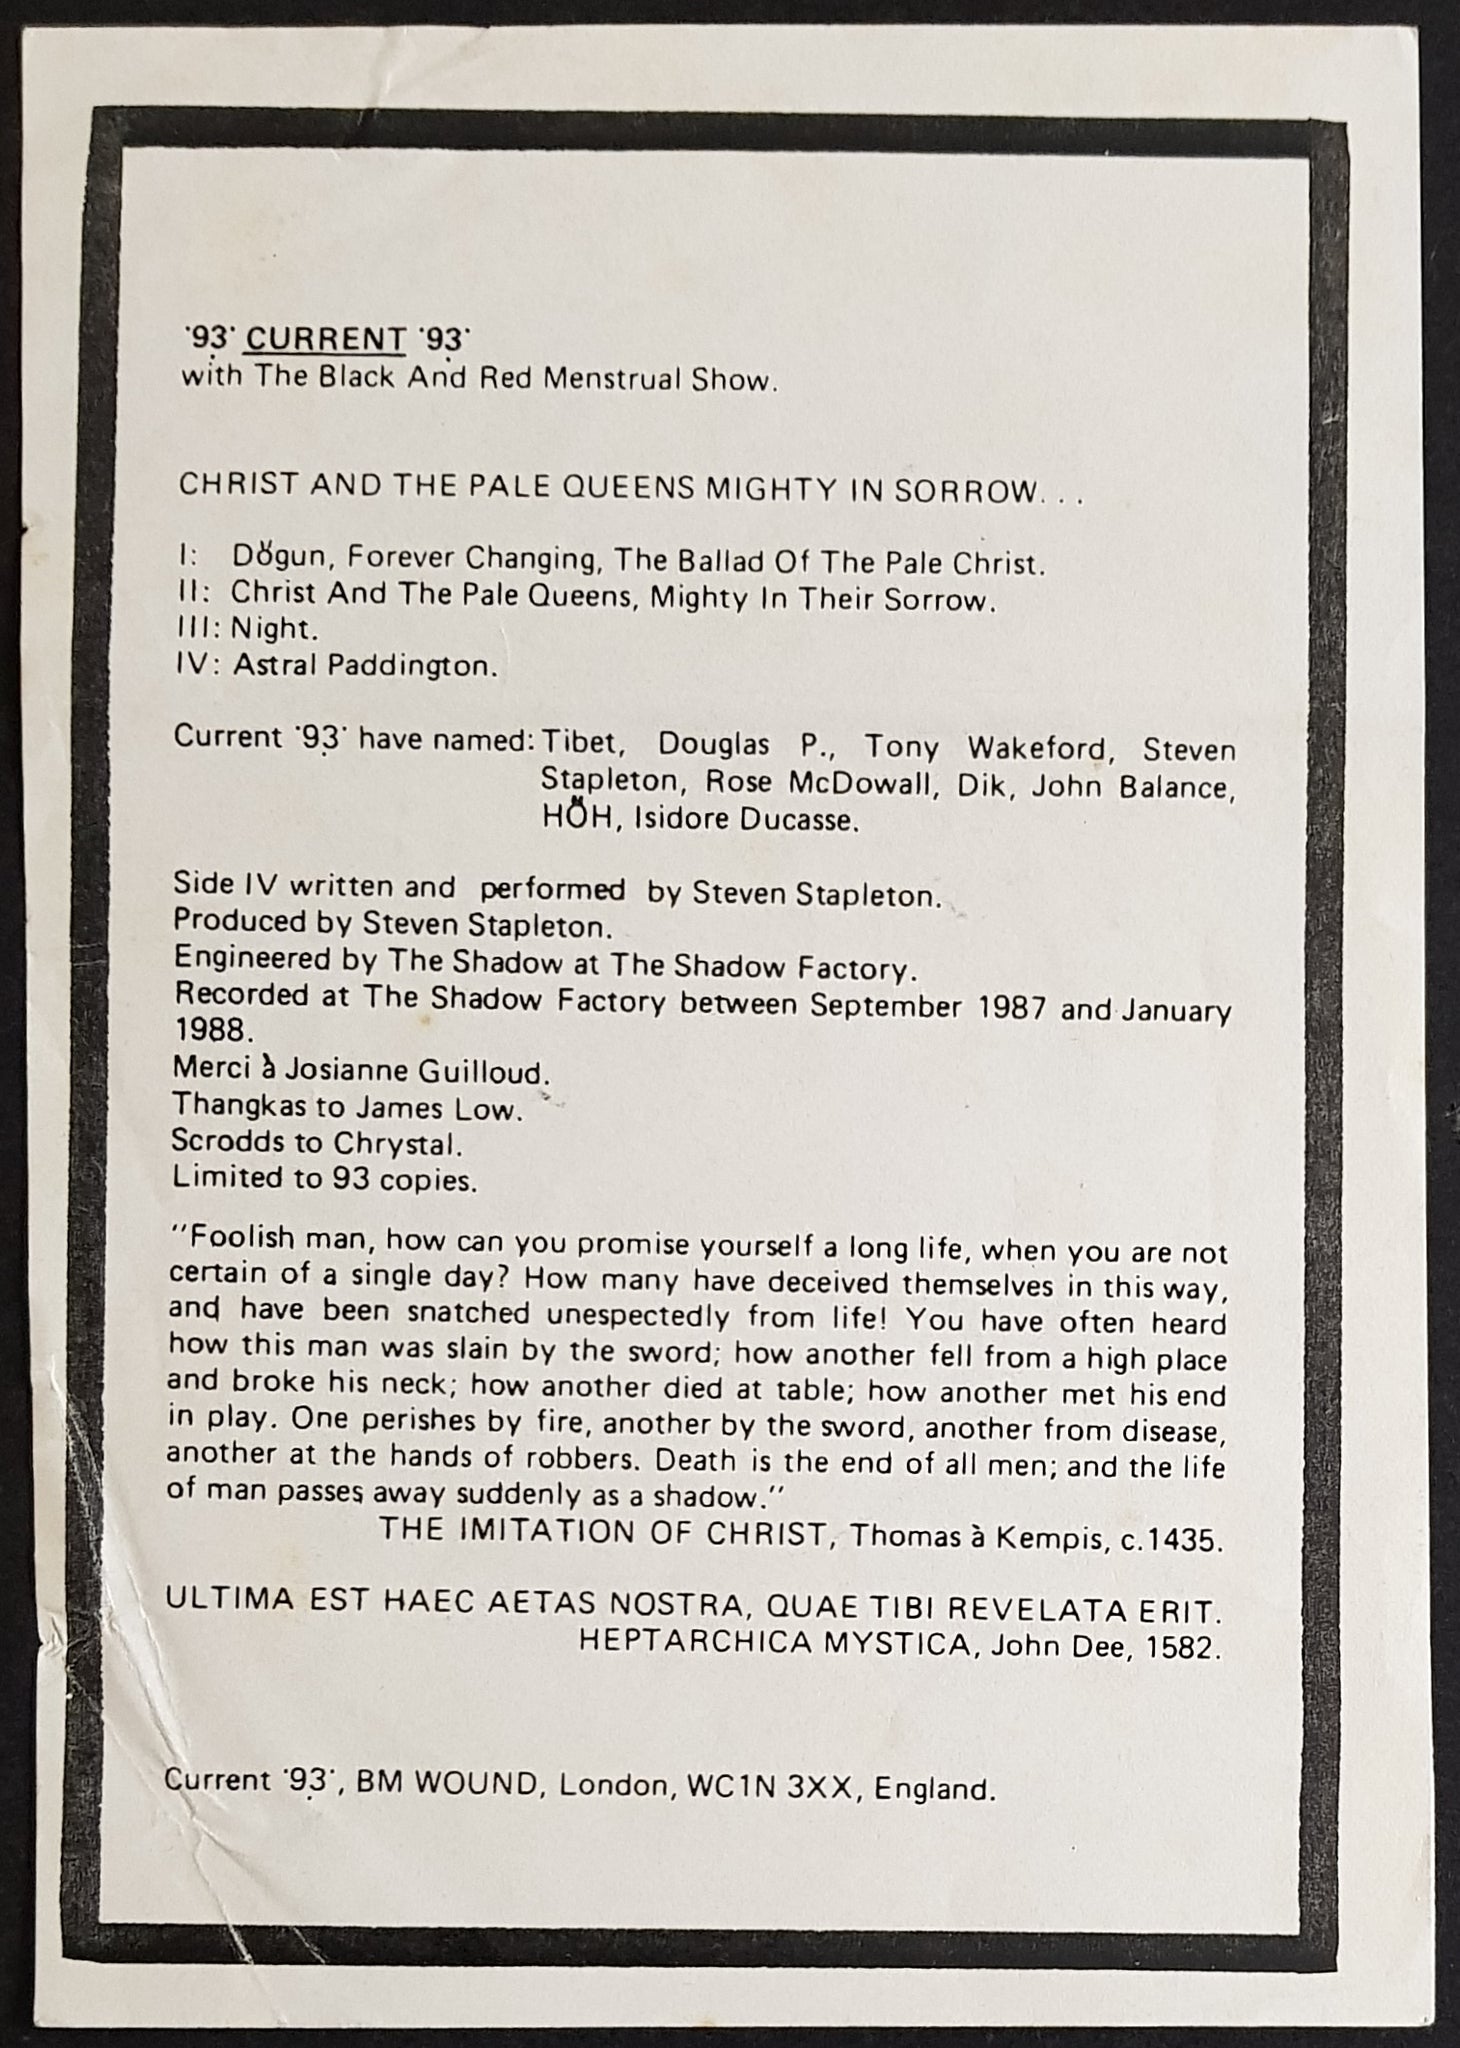 '93' CURRENT '93'
with The Black And Red Menstrual Show.
CHRIST AND THE PALE QUEENS MIGHTY IN SORROW. . .
I: Dögun, Forever Changing, The Ballad Of The Pale Christ.
II: Christ And The Pale Queens, Mighty In Their Sorrow.
III: Night.
IV: Astral Paddington.
Current '93' have named: Tibet, Douglas P., Tony Wakeford, Steven
Stapleton, Rose McDowall, Dik, John Balance,
HÖH, Isidore Ducasse.
Side IV written and performed by Steven Stapleton.
Produced by Steven Stapleton.
Engineered by The Shadow at The Shadow Factory.
Recorded at The Shadow Factory between September 1987 and January
1988.
Merci à Josianne Guilloud.
Thangkas to James Low.
Scrodds to Chrystal.
Limited to 93 copies.
"Foolish man, how can you promise yourself a long life, when you are not
certain of a single day? How many have deceived themselves in this way,
and have been snatched unespectedly from life! You have often heard
how this man was slain by the sword; how another fell from a high place
and broke his neck; how another died at table; how another met his end
in play. One perishes by fire, another by the sword, another from disease,
another at the hands of robbers. Death is the end of all men; and the life
of man passes away suddenly as a shadow."
THE IMITATION OF CHRIST, Thomas à Kempis, c.1435.
ULTIMA EST HAEC AETAS NOSTRA, QUAE TIBI REVELATA ERIT.
HEPTARCHICA MYSTICA, John Dee, 1582.
Current '93', BM WOUND, London, WC1N 3XX, England.